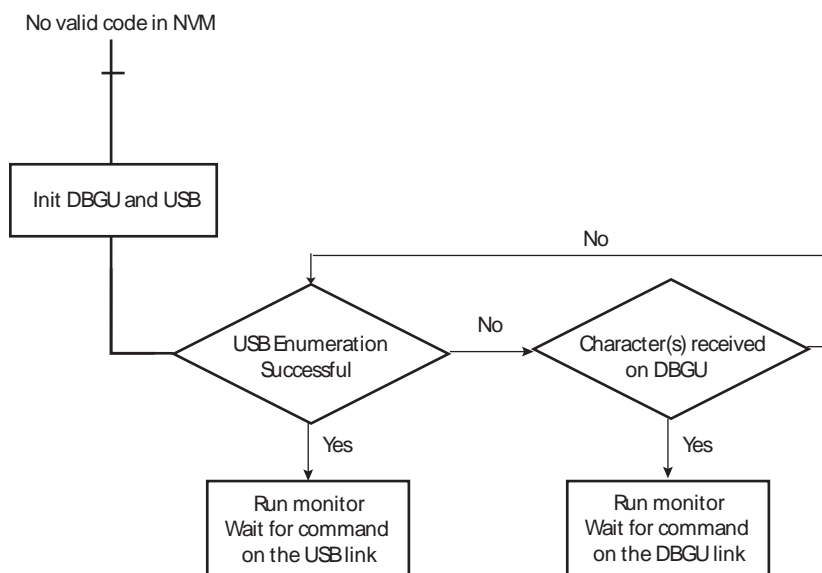 No valid code in NVM
Init DBGU and USB
No
USB Enumeration
Successful
No
Character(s) received
on DBGU
Yes
Yes
Run monitor
Wait for command
on the USB link
Run monitor
Wait for command
on the DBGU link